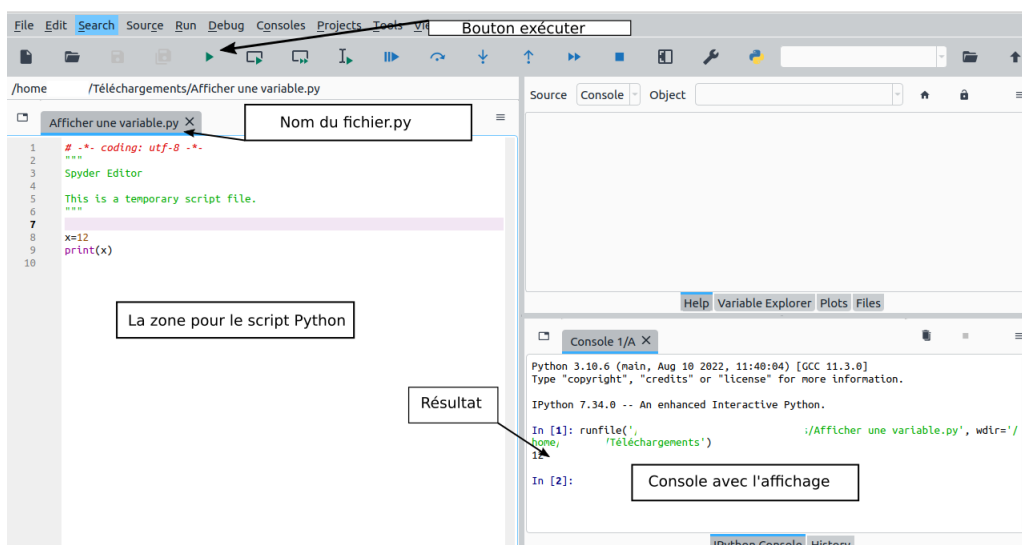 File Edit Search Source Run Debug Consoles Projects Tools
Bouton exécuter
/home /Téléchargements/Afficher une variable.py
Source Console Object
Afficher une variable.py
Nom du fichier.py
1 # -*- coding: utf-8 -*-
2 """
3 Spyder Editor
4
5 This is a temporary script file.
6 """
7
8 x=12
9 print(x)
10
La zone pour le script Python
Help Variable Explorer Plots Files
Console 1/A
Python 3.10.6 (main, Aug 10 2022, 11:40:04) [GCC 11.3.0]
Type "copyright", "credits" or "license" for more information.
IPython 7.34.0 -- An enhanced Interactive Python.
Résultat
In [1]: runfile('/ s/Afficher une variable.py', wdir='/
home/ '/Téléchargements')
12
In [2]:
Console avec l'affichage
IPython Console History